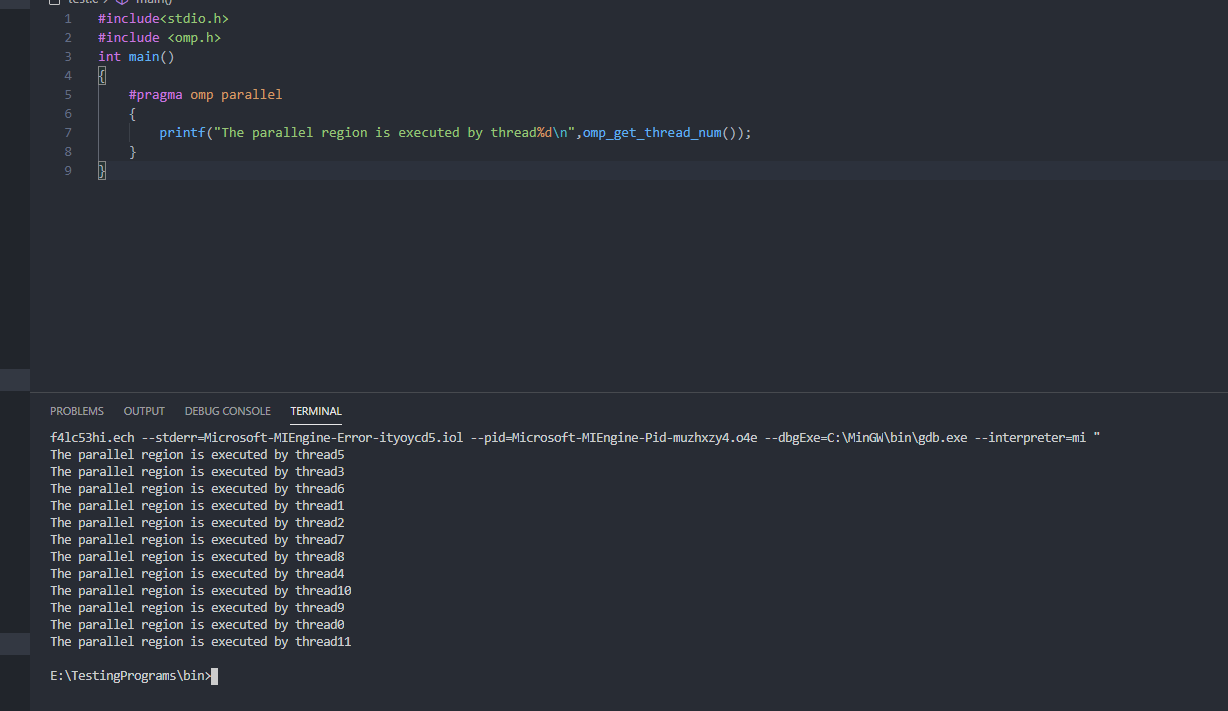 test.c > main()
1 #include<stdio.h>
2 #include <omp.h>
3 int main()
4 {
5     #pragma omp parallel
6     {
7         printf("The parallel region is executed by thread%d\n",omp_get_thread_num());
8     }
9 }
PROBLEMS OUTPUT DEBUG CONSOLE TERMINAL
f4lc53hi.ech --stderr=Microsoft-MIEngine-Error-ityoycd5.iol --pid=Microsoft-MIEngine-Pid-muzhxzy4.o4e --dbgExe=C:\MinGW\bin\gdb.exe --interpreter=mi "
The parallel region is executed by thread5
The parallel region is executed by thread3
The parallel region is executed by thread6
The parallel region is executed by thread1
The parallel region is executed by thread2
The parallel region is executed by thread7
The parallel region is executed by thread8
The parallel region is executed by thread4
The parallel region is executed by thread10
The parallel region is executed by thread9
The parallel region is executed by thread0
The parallel region is executed by thread11
E:\TestingPrograms\bin>